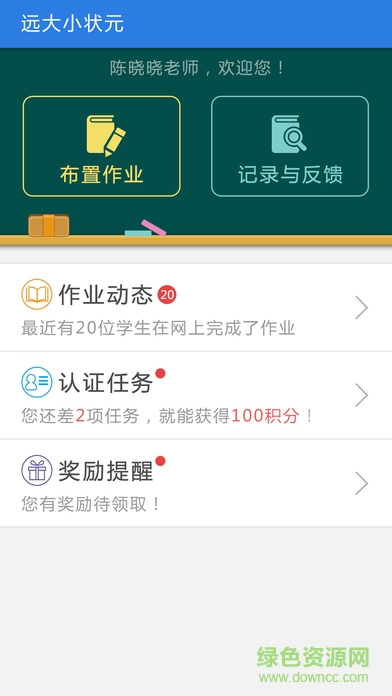 远大小状元
陈晓晓老师，欢迎您！
布置作业
记录与反馈
作业动态 20
最近有20位学生在网上完成了作业
认证任务
您还差2项任务，就能获得100积分！
奖励提醒
您有奖励待领取！
绿色资源网
www.downcc.com